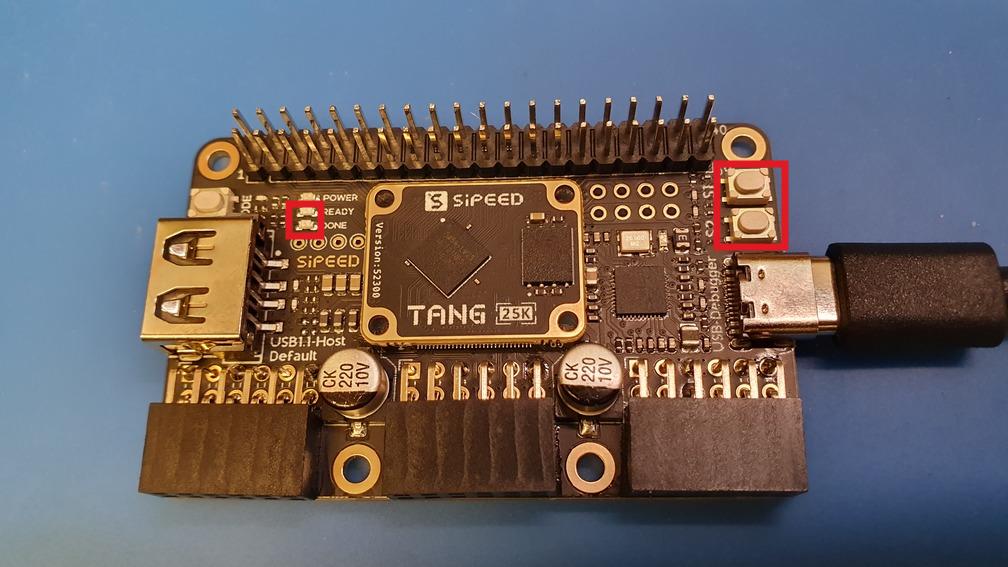 POWER
READY
DONE
SiPEED
SiPEED
Version:S2300
TANG 25K
S1
S2
USB-Debugger
USB1.1-Host
Default
CK
220
10V
CK
220
10V